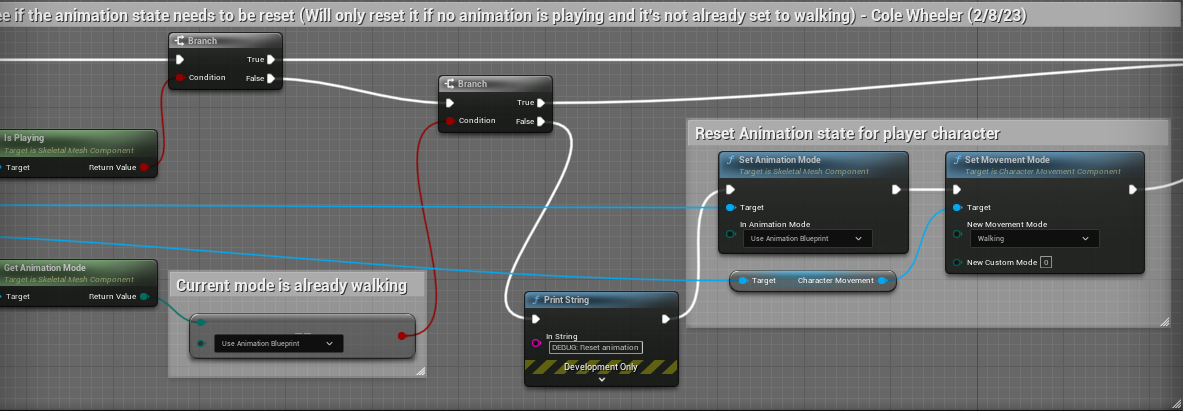 e if the animation state needs to be reset (Will only reset it if no animation is playing and it's not already set to walking) - Cole Wheeler (2/8/23)
Branch
True
Condition
False
Branch
True
Condition
False
Is Playing
Target is Skeletal Mesh Component
Target
Return Value
Reset Animation state for player character
Set Animation Mode
Target is Skeletal Mesh Component
Target
In Animation Mode
Use Animation Blueprint
Set Movement Mode
Target is Character Movement Component
Target
New Movement Mode
Walking
New Custom Mode 0
Target
Character Movement
Get Animation Mode
Target is Skeletal Mesh Component
Target
Return Value
Current mode is already walking
==
Use Animation Blueprint
Print String
In String
DEBUG: Reset animation
Development Only